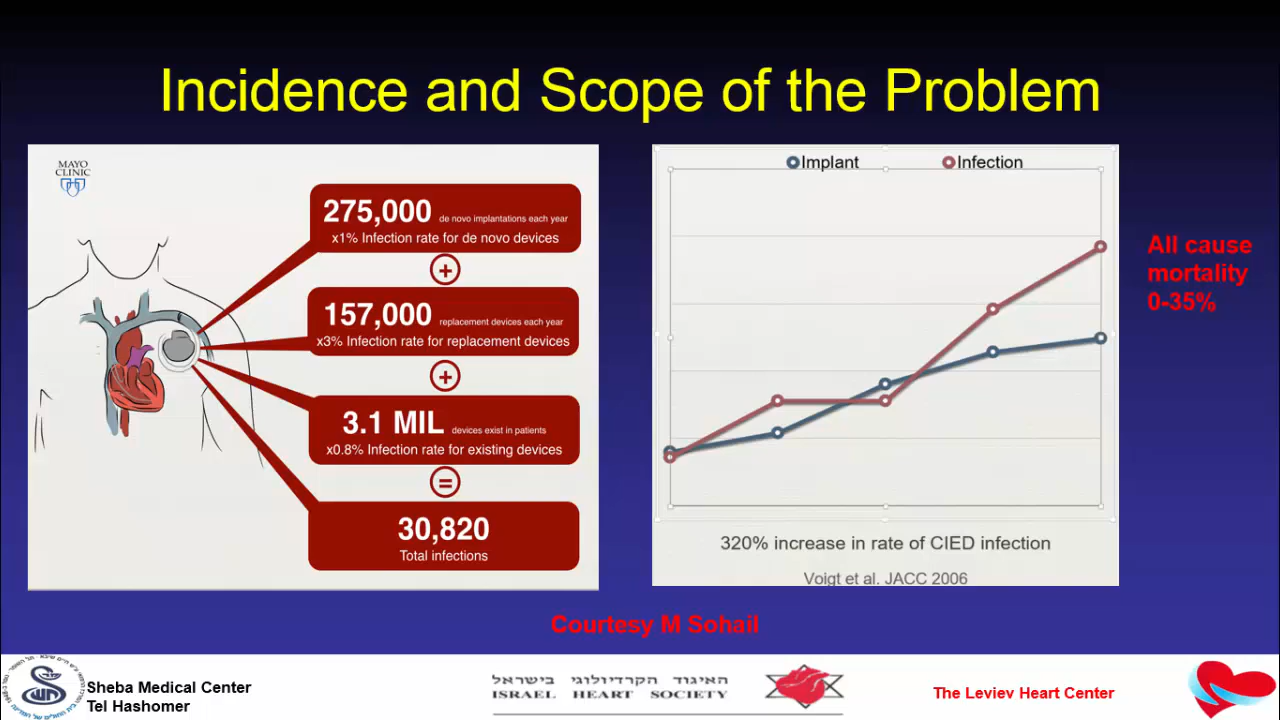 Incidence and Scope of the Problem
MAYO
CLINIC
275,000 de novo implantations each year
x1% Infection rate for de novo devices
+
157,000 replacement devices each year
x3% Infection rate for replacement devices
+
3.1 MIL devices exist in patients
x0.8% Infection rate for existing devices
=
30,820
Total infections
Implant Infection
320% increase in rate of CIED infection
Voigt et al. JACC 2006
All cause
mortality
0-35%
Courtesy M Sohail
Sheba Medical Center
Tel Hashomer
האיגוד הקרדיולוגי בישראל
ISRAEL HEART SOCIETY
The Leviev Heart Center